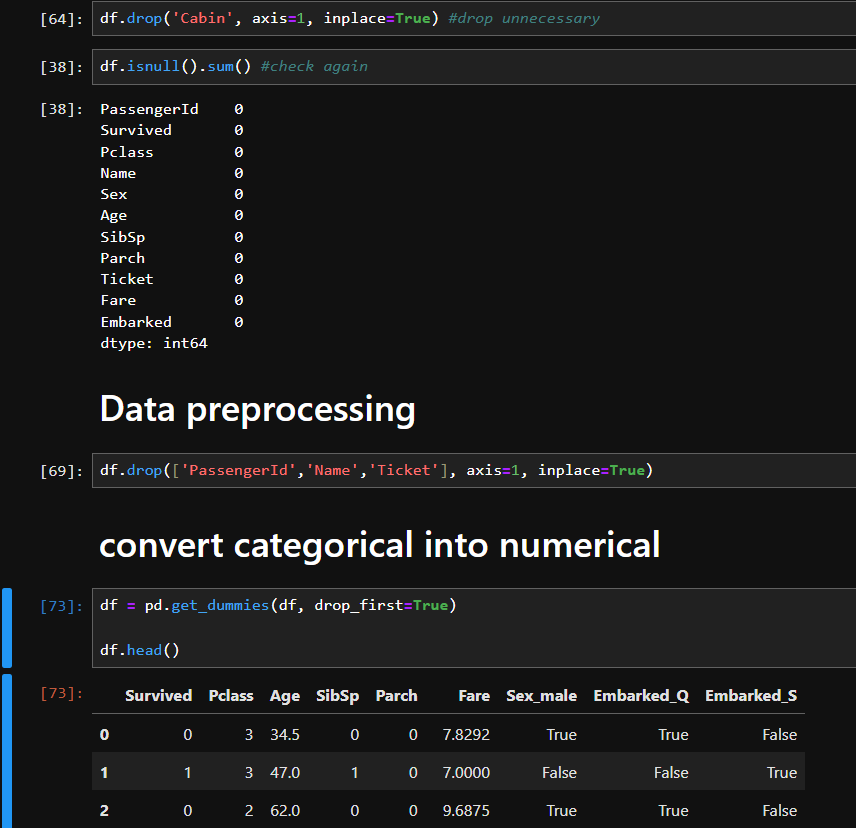 [64]: df.drop('Cabin', axis=1, inplace=True) #drop unnecessary
[38]: df.isnull().sum() #check again
[38]: PassengerId 0
Survived 0
Pclass 0
Name 0
Sex 0
Age 0
SibSp 0
Parch 0
Ticket 0
Fare 0
Embarked 0
dtype: int64
Data preprocessing
[69]: df.drop(['PassengerId','Name','Ticket'], axis=1, inplace=True)
convert categorical into numerical
[73]: df = pd.get_dummies(df, drop_first=True)
df.head()
[73]: Survived Pclass Age SibSp Parch Fare Sex_male Embarked_Q Embarked_S
0 0 3 34.5 0 0 7.8292 True True False
1 1 3 47.0 1 0 7.0000 False False True
2 0 2 62.0 0 0 9.6875 True True False